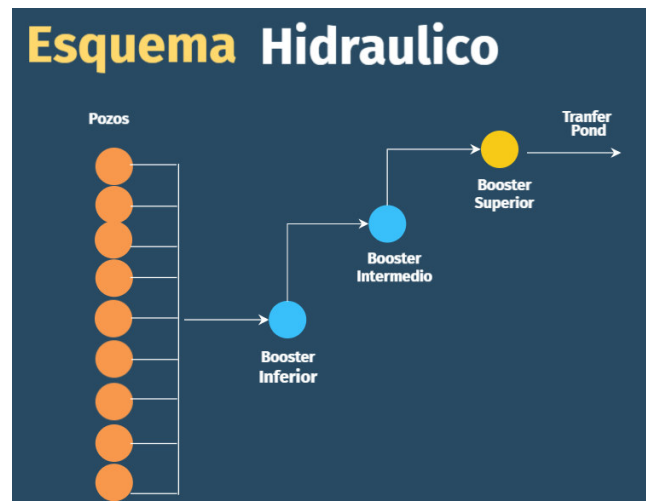 Esquema Hidraulico
Pozos
Tranfer
Pond
Booster
Superior
Booster
Intermedio
Booster
Inferior